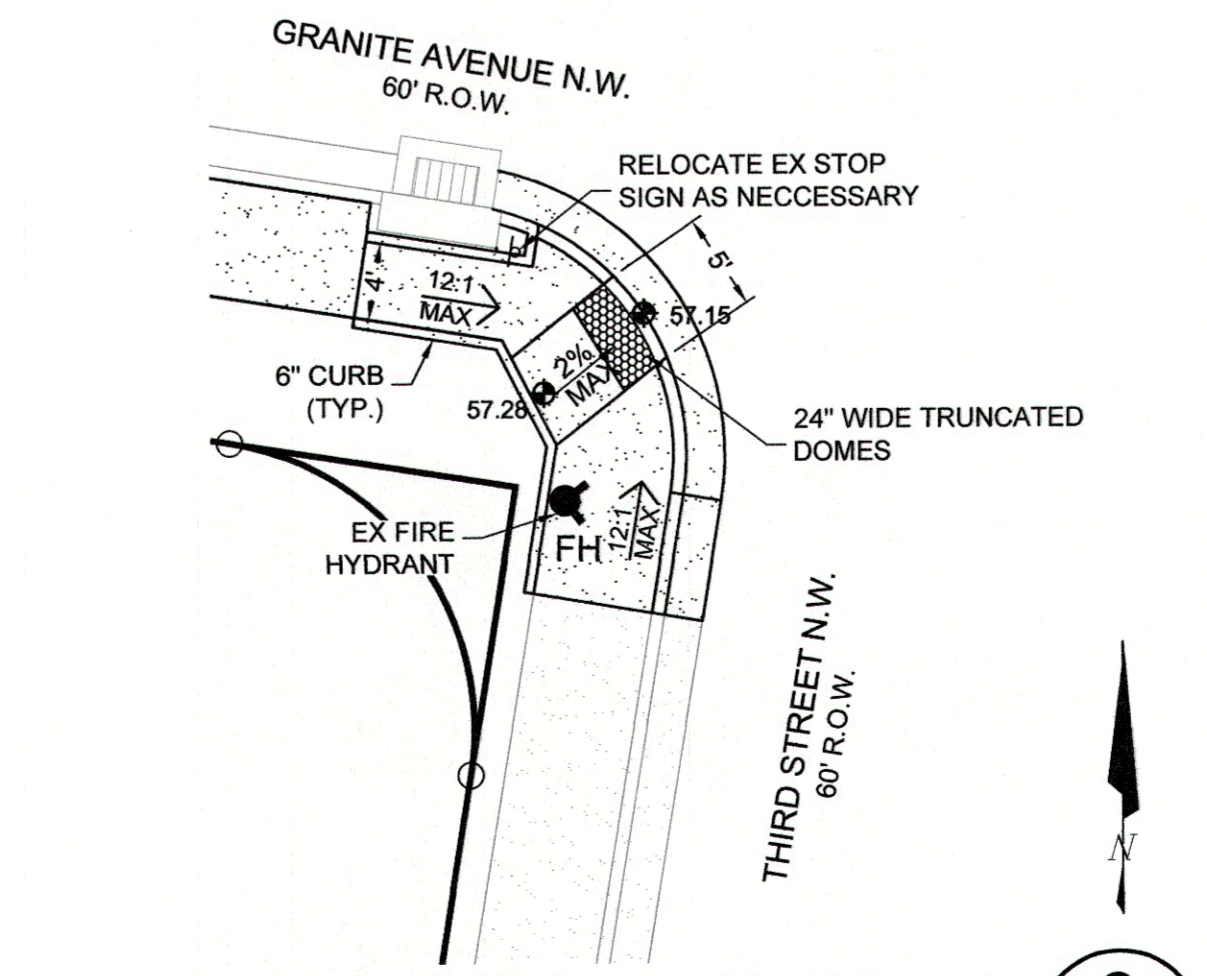 GRANITE AVENUE N.W.
60' R.O.W.
RELOCATE EX STOP
SIGN AS NECCESSARY
5'
4'
12:1
MAX
57.15
2%
MAX
6" CURB
(TYP.)
57.28
24" WIDE TRUNCATED
DOMES
EX FIRE
HYDRANT
FH
12:1
MAX
THIRD STREET N.W.
60' R.O.W.
N